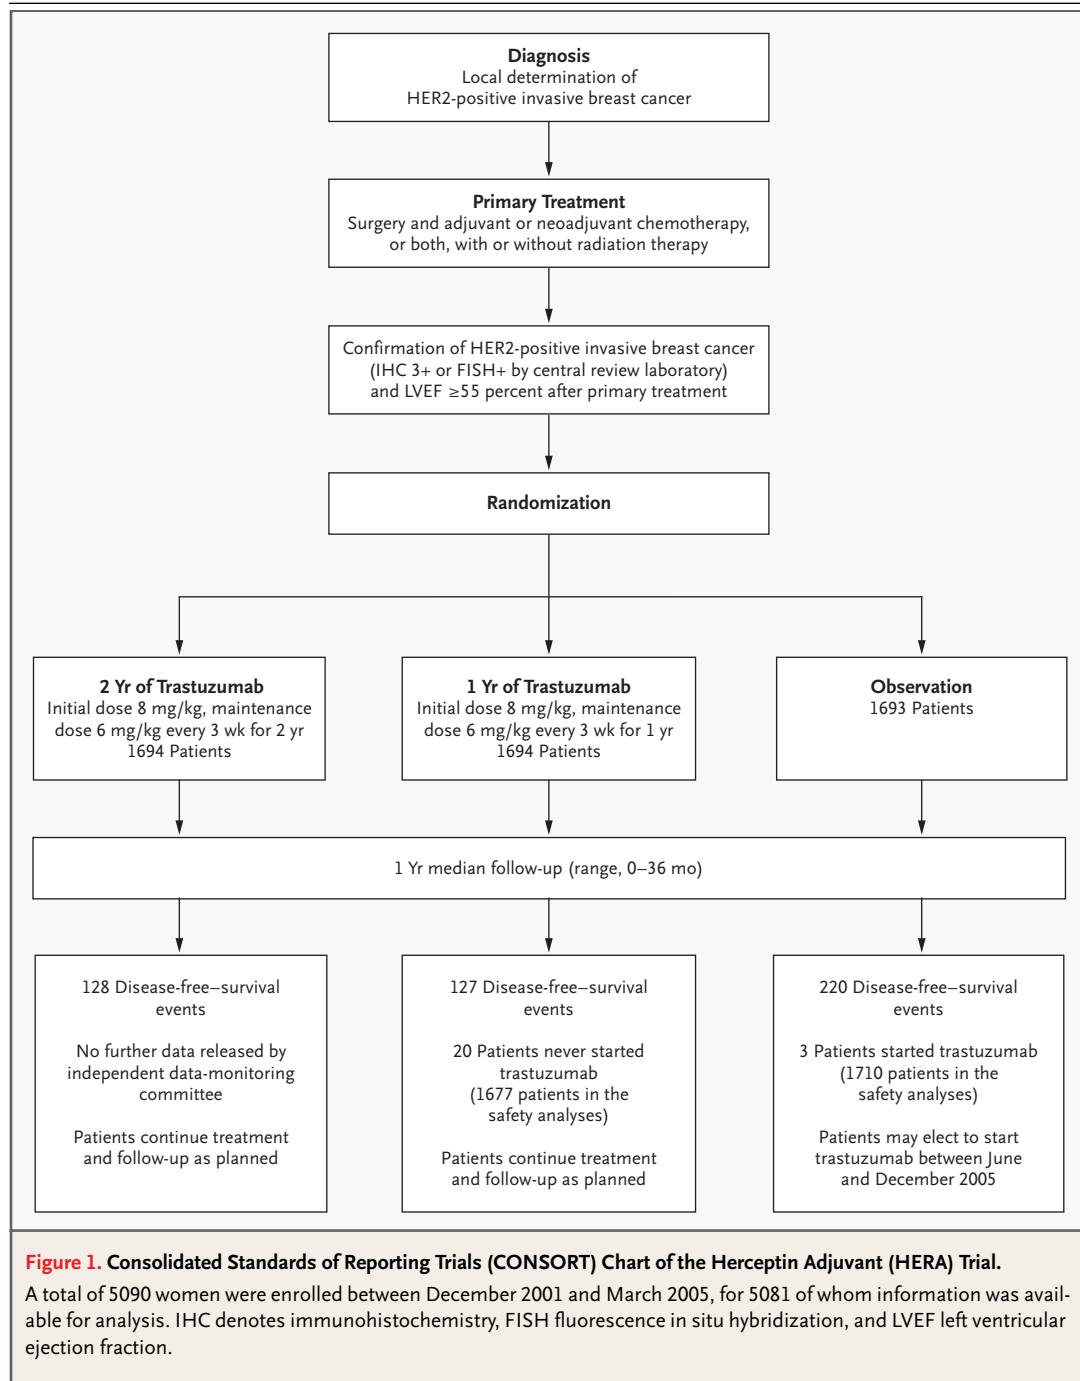 Diagnosis
Local determination of
HER2-positive invasive breast cancer
Primary Treatment
Surgery and adjuvant or neoadjuvant chemotherapy,
or both, with or without radiation therapy
Confirmation of HER2-positive invasive breast cancer
(IHC 3+ or FISH+ by central review laboratory)
and LVEF ≥55 percent after primary treatment
Randomization
2 Yr of Trastuzumab
Initial dose 8 mg/kg, maintenance
dose 6 mg/kg every 3 wk for 2 yr
1694 Patients
1 Yr of Trastuzumab
Initial dose 8 mg/kg, maintenance
dose 6 mg/kg every 3 wk for 1 yr
1694 Patients
Observation
1693 Patients
1 Yr median follow-up (range, 0–36 mo)
128 Disease-free–survival
events
No further data released by
independent data-monitoring
committee
Patients continue treatment
and follow-up as planned
127 Disease-free–survival
events
20 Patients never started
trastuzumab
(1677 patients in the
safety analyses)
Patients continue treatment
and follow-up as planned
220 Disease-free–survival
events
3 Patients started trastuzumab
(1710 patients in the
safety analyses)
Patients may elect to start
trastuzumab between June
and December 2005
Figure 1. Consolidated Standards of Reporting Trials (CONSORT) Chart of the Herceptin Adjuvant (HERA) Trial.
A total of 5090 women were enrolled between December 2001 and March 2005, for 5081 of whom information was avail-
able for analysis. IHC denotes immunohistochemistry, FISH fluorescence in situ hybridization, and LVEF left ventricular
ejection fraction.